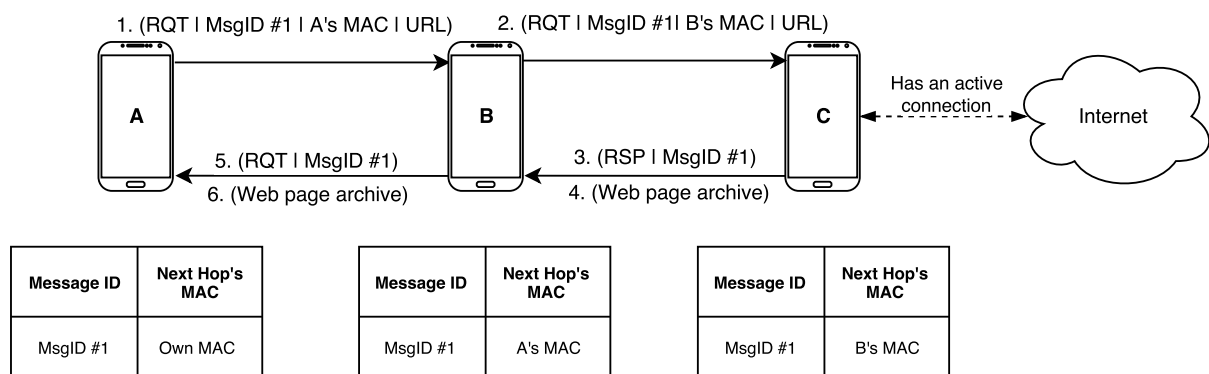 1. (RQT | MsgID #1 | A's MAC | URL)
2. (RQT | MsgID #1| B's MAC | URL)
A
B
C
Has an active
connection
Internet
5. (RQT | MsgID #1)
6. (Web page archive)
3. (RSP | MsgID #1)
4. (Web page archive)
Message ID
Next Hop's
MAC
MsgID #1
Own MAC
Message ID
Next Hop's
MAC
MsgID #1
A's MAC
Message ID
Next Hop's
MAC
MsgID #1
B's MAC